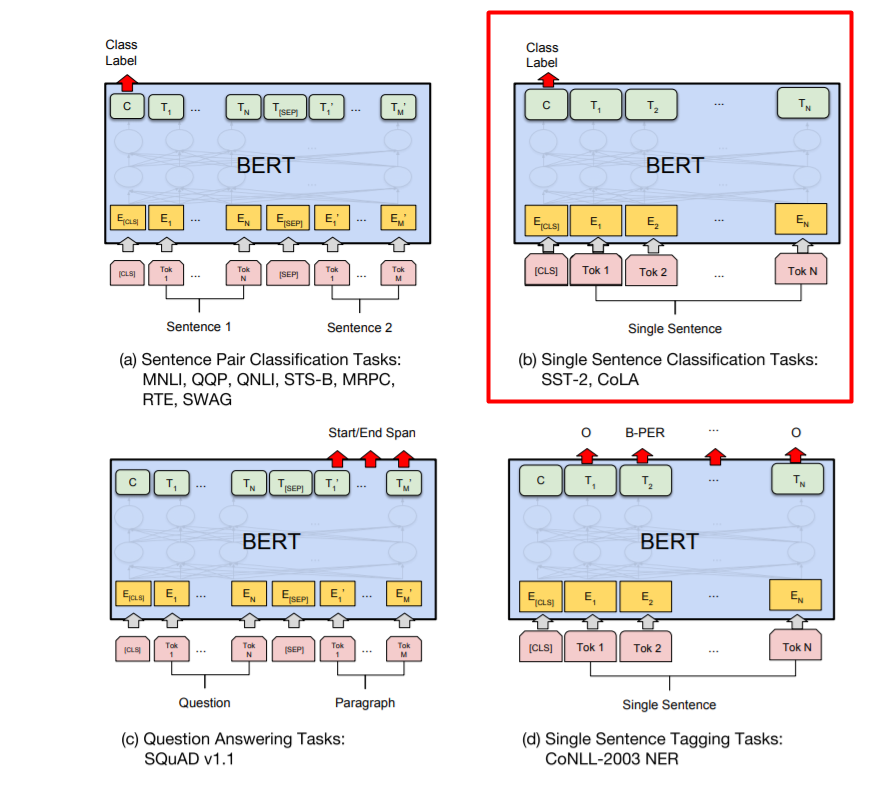 Class
Label
C T1 ... TN T[SEP] T1' ... TM'
BERT
E[CLS] E1 ... EN E[SEP] E1' ... EM'
[CLS] Tok 1 ... Tok N [SEP] Tok 1 ... Tok M
Sentence 1 Sentence 2
(a) Sentence Pair Classification Tasks:
MNLI, QQP, QNLI, STS-B, MRPC,
RTE, SWAG
Class
Label
C T1 T2 ... TN
BERT
E[CLS] E1 E2 ... EN
[CLS] Tok 1 Tok 2 ... Tok N
Single Sentence
(b) Single Sentence Classification Tasks:
SST-2, CoLA
Start/End Span
C T1 ... TN T[SEP] T1' ... TM'
BERT
E[CLS] E1 ... EN E[SEP] E1' ... EM'
[CLS] Tok 1 ... Tok N [SEP] Tok 1 ... Tok M
Question Paragraph
(c) Question Answering Tasks:
SQuAD v1.1
O B-PER ... O
C T1 T2 ... TN
BERT
E[CLS] E1 E2 ... EN
[CLS] Tok 1 Tok 2 ... Tok N
Single Sentence
(d) Single Sentence Tagging Tasks:
CoNLL-2003 NER